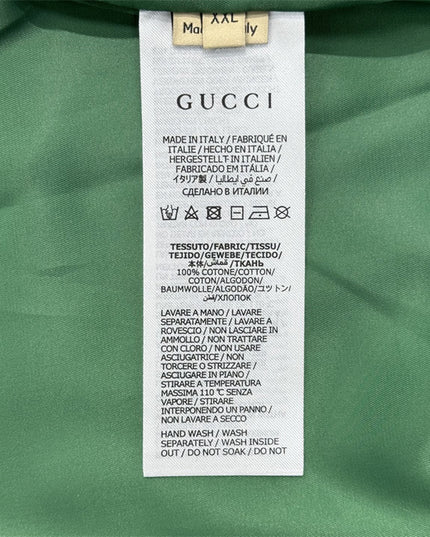 XXL
Made in Italy
GUCCI
MADE IN ITALY / FABRIQUÉ EN
ITALIE / HECHO EN ITALIA /
HERGESTELLT IN ITALIEN /
FABRICADO EM ITÁLIA /
イタリア製 / صنع في ايطاليا /
СДЕЛАНО В ИТАЛИИ
TESSUTO/FABRIC/TISSU/
TEJIDO/GEWEBE/TECIDO/
本体/قماش/ТКАНЬ
100% COTONE/COTTON/
COTON/ALGODON/
BAUMWOLLE/ALGODÃO/コットン/
قطن/ХЛОПОК
LAVARE A MANO / LAVARE
SEPARATAMENTE / LAVARE A
ROVESCIO / NON LASCIARE IN
AMMOLLO / NON TRATTARE
CON CLORO / NON USARE
ASCIUGATRICE / NON
TORCERE O STRIZZARE /
ASCIUGARE IN PIANO /
STIRARE A TEMPERATURA
MASSIMA 110 °C SENZA
VAPORE / STIRARE
INTERPONENDO UN PANNO /
NON LAVARE A SECCO
HAND WASH / WASH
SEPARATELY / WASH INSIDE
OUT / DO NOT SOAK / DO NOT